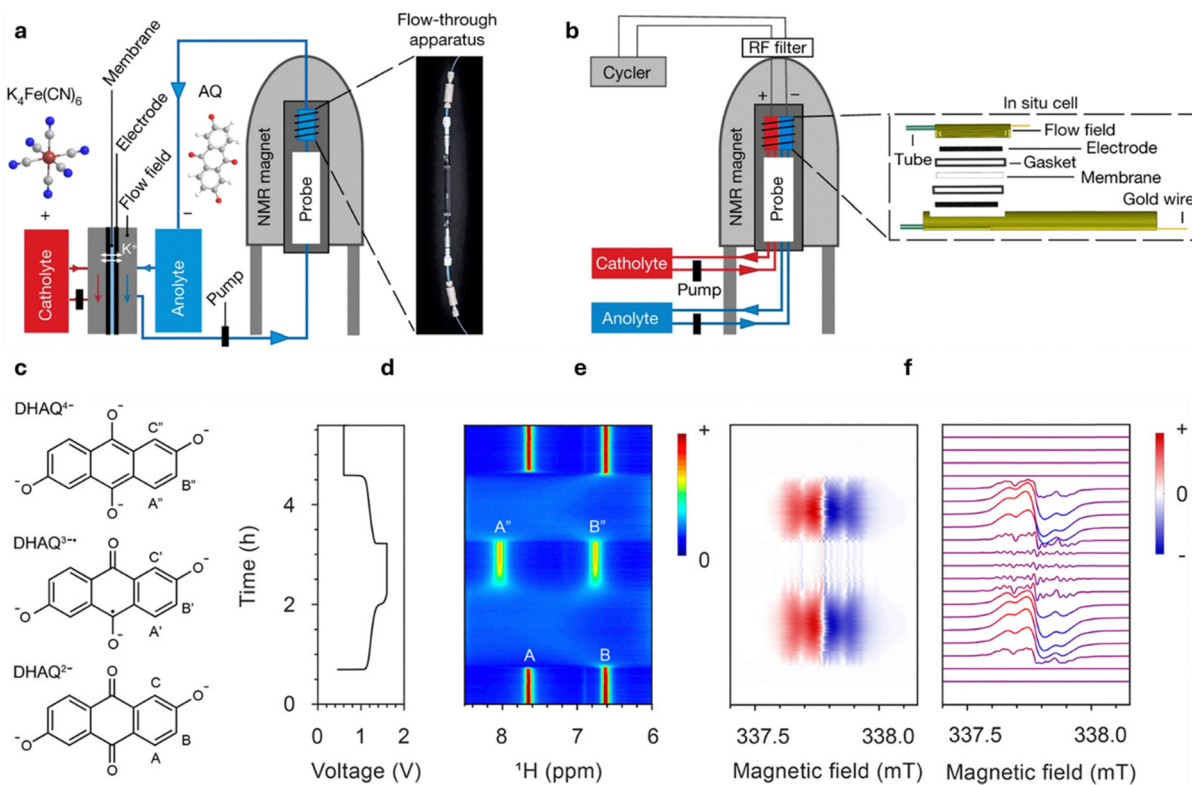 a
Flow-through
apparatus
Membrane
K₄Fe(CN)₆
Electrode
AQ
Flow field
+
−
K⁺
Catholyte
Anolyte
Pump
NMR magnet
Probe
b
RF filter
Cycler
+
−
In situ cell
Flow field
Electrode
Tube
Gasket
Membrane
Gold wire
NMR magnet
Probe
Catholyte
Pump
Anolyte
c
DHAQ⁴⁻
O⁻
C"
O⁻
B"
⁻O
A"
O⁻
DHAQ³⁻•
O
C'
O⁻
B'
⁻O
A'
O⁻
DHAQ²⁻
O
C
O⁻
B
⁻O
A
O
d
Time (h)
4
2
0
0 1 2
Voltage (V)
A" B"
A B
8 7 6
¹H (ppm)
+
0
e
337.5 338.0
Magnetic field (mT)
f
337.5 338.0
Magnetic field (mT)
+
0
-